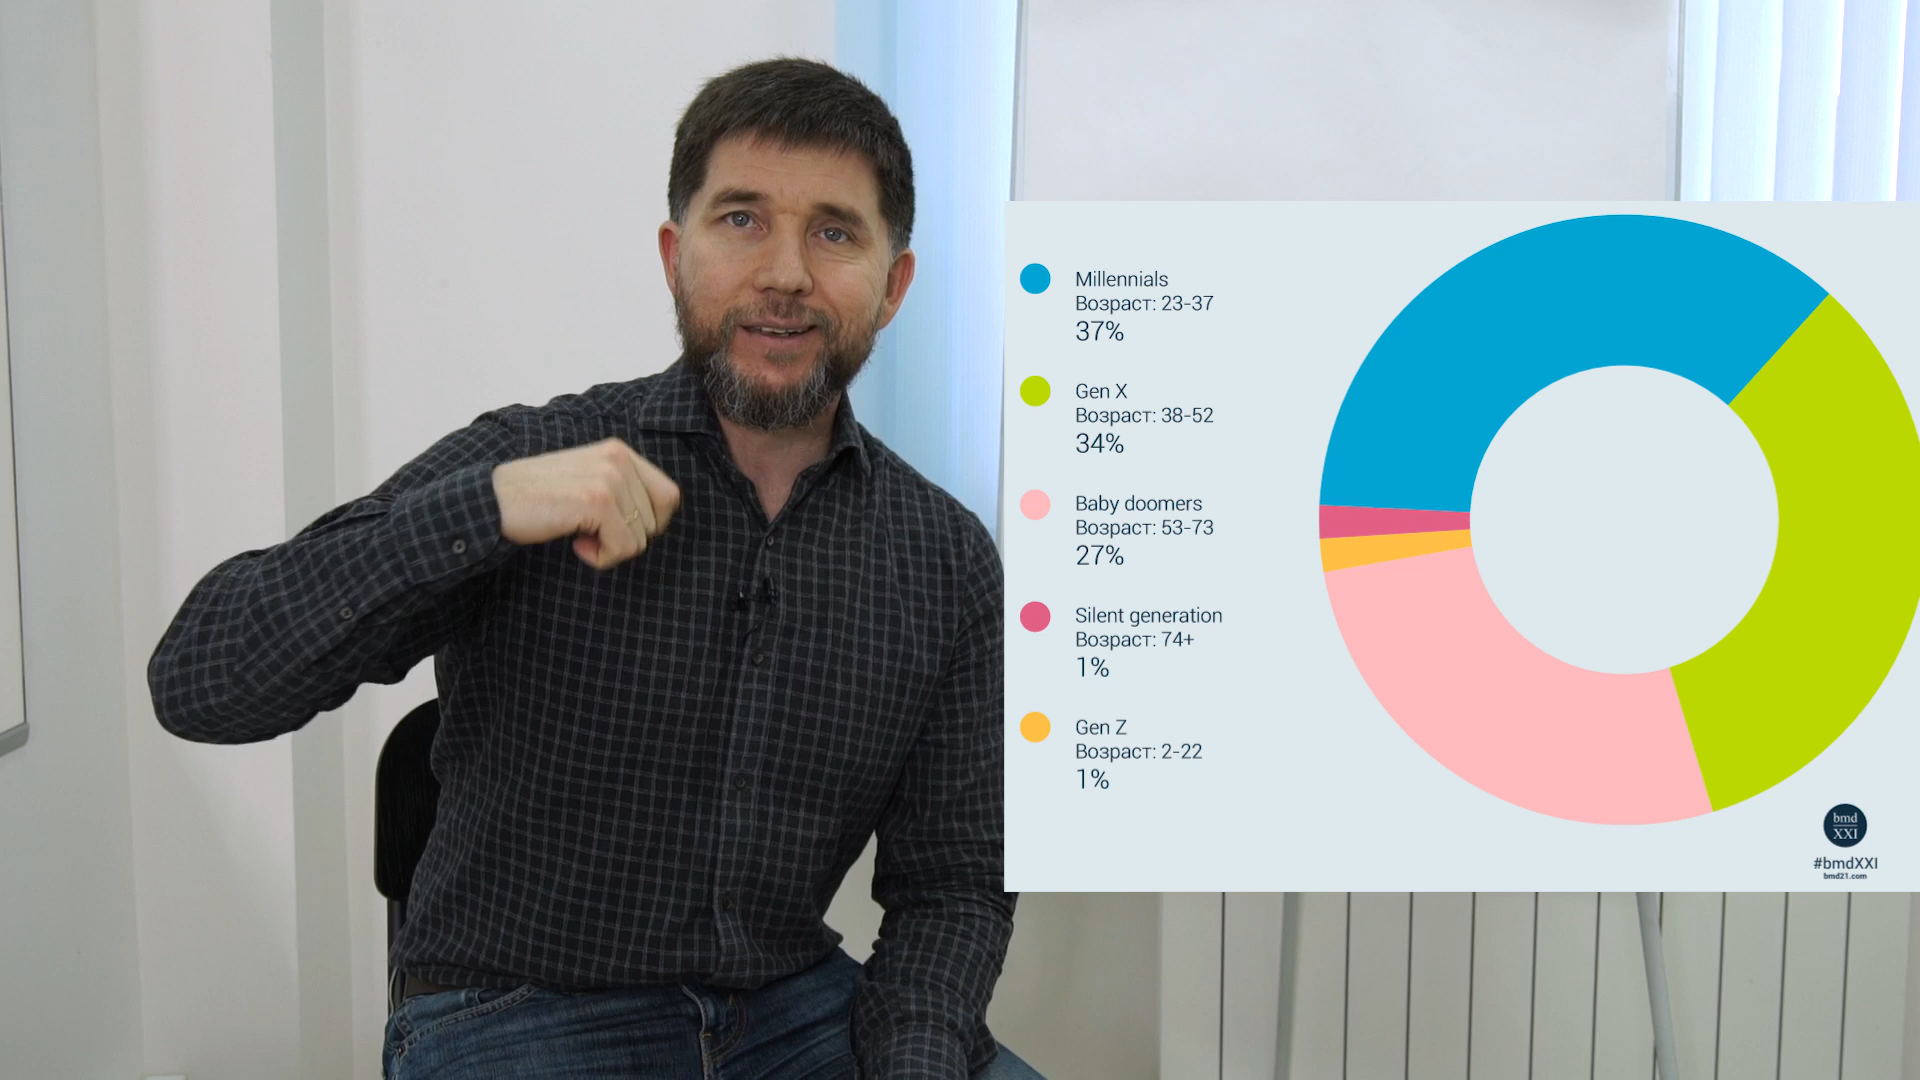 Millennials
Возраст: 23-37
37%
Gen X
Возраст: 38-52
34%
Baby doomers
Возраст: 53-73
27%
Silent generation
Возраст: 74+
1%
Gen Z
Возраст: 2-22
1%
bmd
XXI
#bmdXXI
bmd21.com